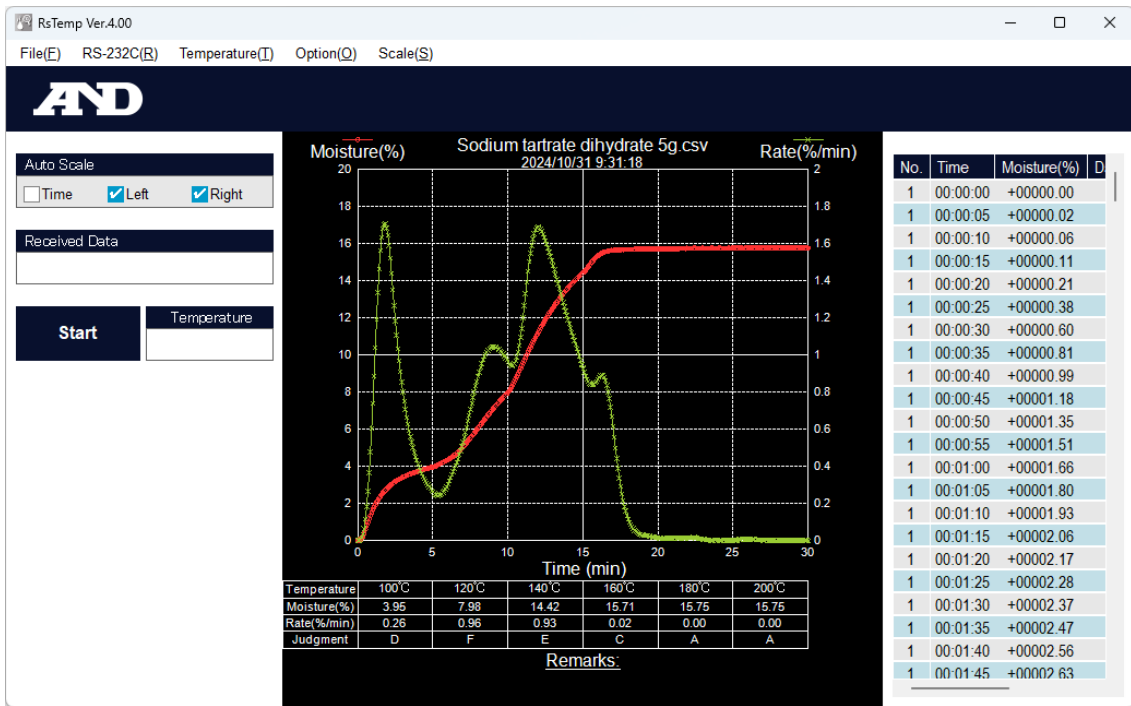 RsTemp Ver.4.00
File(F) RS-232C(R) Temperature(T) Option(O) Scale(S)
AND
Auto Scale
Time Left Right
Received Data
Start
Temperature
Moisture(%) Sodium tartrate dihydrate 5g.csv Rate(%/min)
2024/10/31 9:31:18
20 2
18 1.8
16 1.6
14 1.4
12 1.2
10 1
8 0.8
6 0.6
4 0.4
2 0.2
0 0
0 5 10 15 20 25 30
Time (min)
Temperature 100℃ 120℃ 140℃ 160℃ 180℃ 200℃
Moisture(%) 3.95 7.98 14.42 15.71 15.75 15.75
Rate(%/min) 0.26 0.96 0.93 0.02 0.00 0.00
Judgment D F E C A A
Remarks:
No. Time Moisture(%) D
1 00:00:00 +00000.00
1 00:00:05 +00000.02
1 00:00:10 +00000.06
1 00:00:15 +00000.11
1 00:00:20 +00000.21
1 00:00:25 +00000.38
1 00:00:30 +00000.60
1 00:00:35 +00000.81
1 00:00:40 +00000.99
1 00:00:45 +00001.18
1 00:00:50 +00001.35
1 00:00:55 +00001.51
1 00:01:00 +00001.66
1 00:01:05 +00001.80
1 00:01:10 +00001.93
1 00:01:15 +00002.06
1 00:01:20 +00002.17
1 00:01:25 +00002.28
1 00:01:30 +00002.37
1 00:01:35 +00002.47
1 00:01:40 +00002.56
1 00:01:45 +00002.63